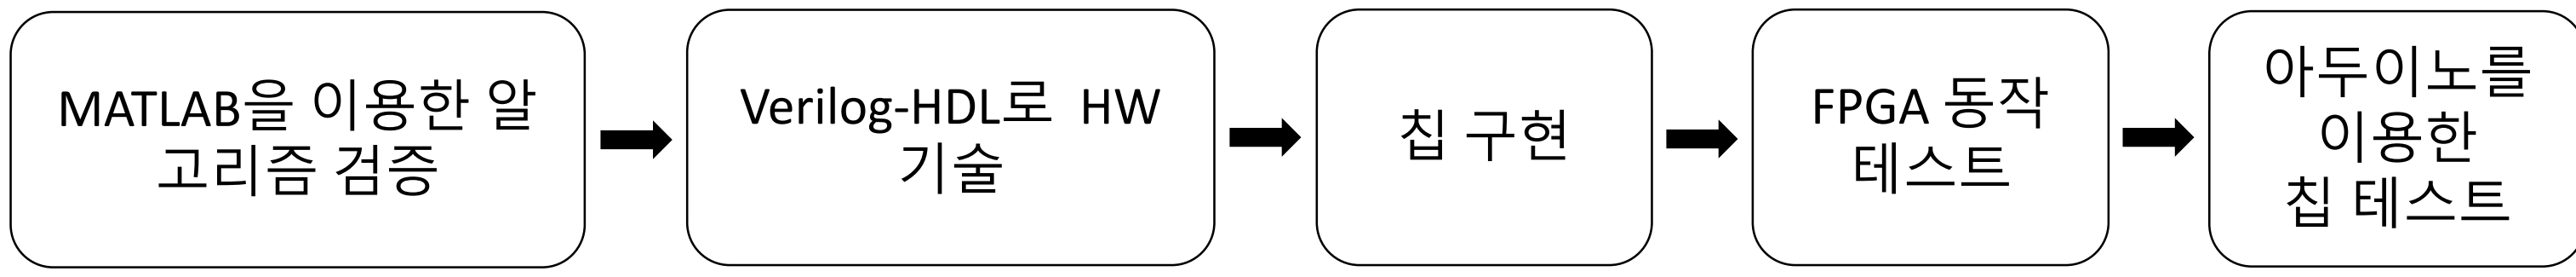 MATLAB을 이용한 알
고리즘 검증
Verilog-HDL로 HW
기술
칩 구현
FPGA 동작
테스트
아두이노를
이용한
칩 테스트